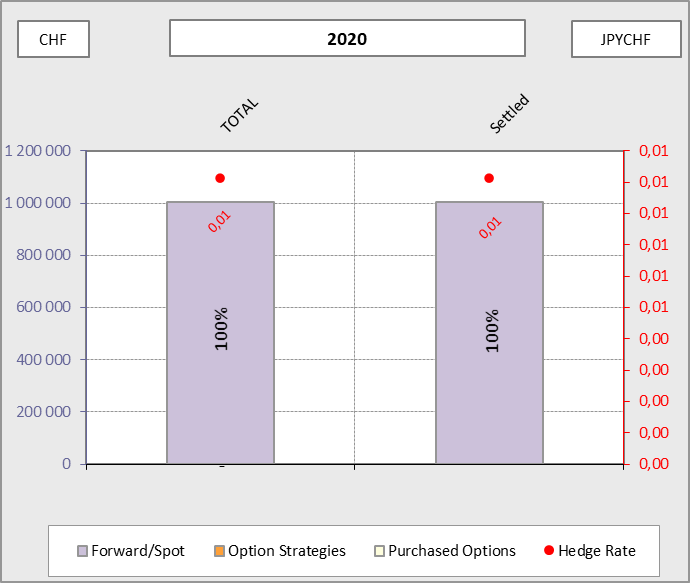 CHF 2020 JPYCHF
TOTAL Settled
1 200 000 0,01
0,01
1 000 000 0,01
800 000 0,01
0,01
600 000 0,01
0,00
400 000 0,00
200 000 0,00
0,00
0 0,00
0,01 0,01
100% 100%
-
Forward/Spot Option Strategies Purchased Options Hedge Rate